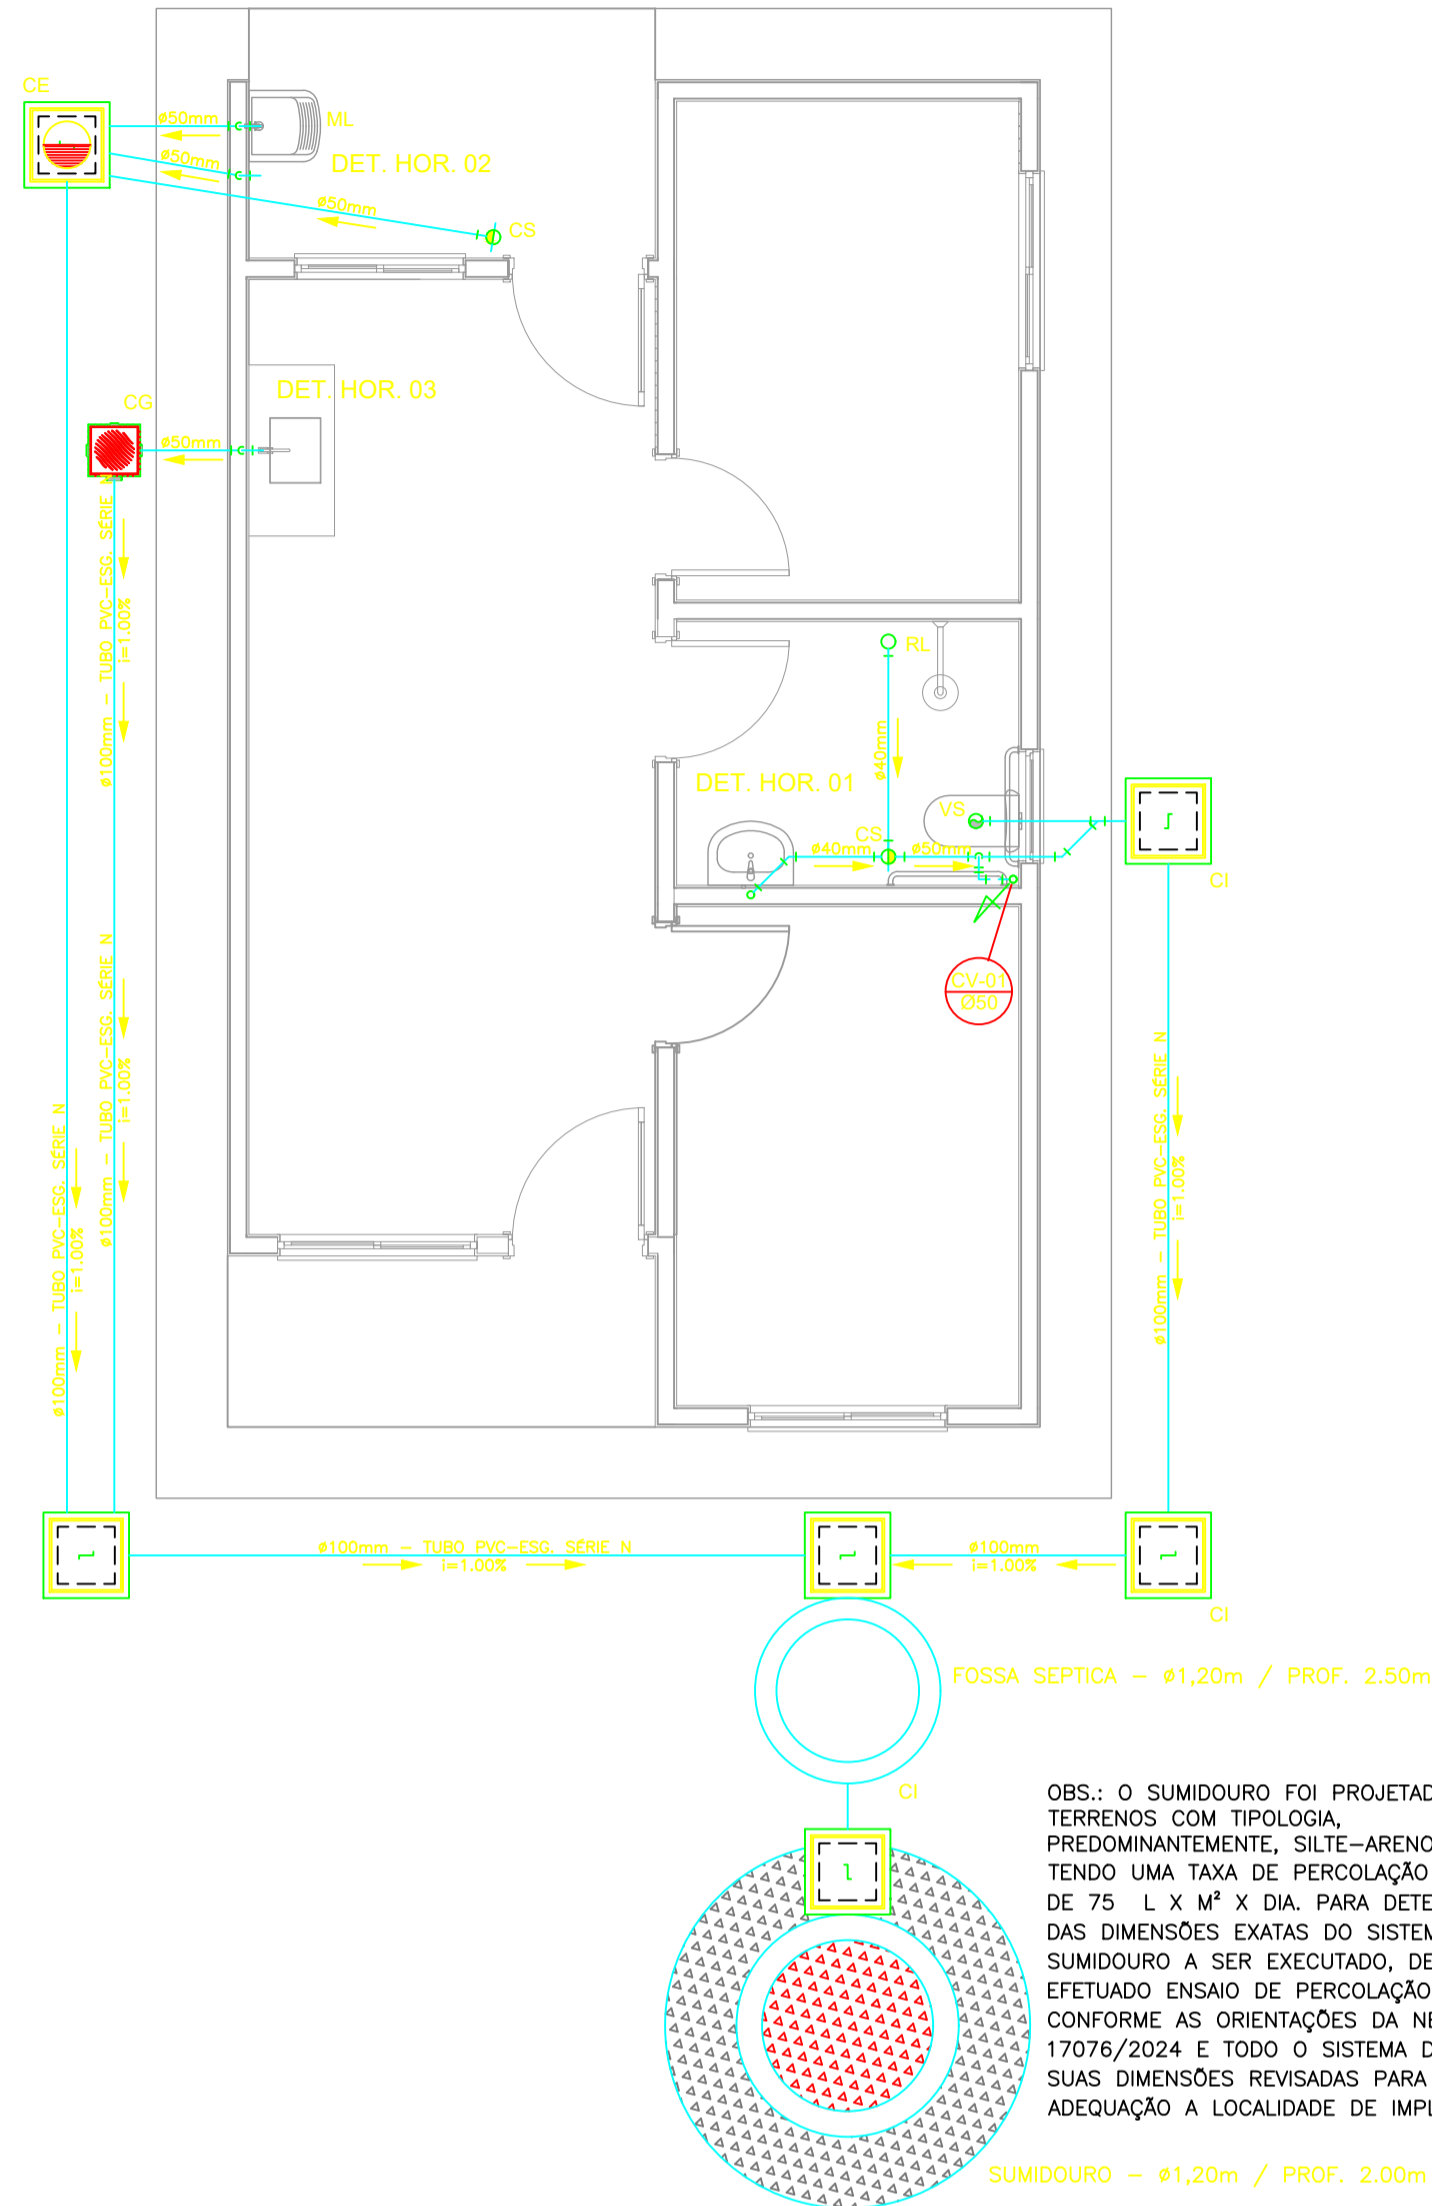 CE
ø50mm
ML
ø50mm
DET. HOR. 02
ø50mm
CS
DET. HOR. 03
CG
ø50mm
ø100mm – TUBO PVC–ESG. SÉRIE N
i=1.00%
RL
ø40mm
DET. HOR. 01
VS
CS
ø40mm
ø50mm
CI
CV-01
Ø50
ø100mm – TUBO PVC–ESG. SÉRIE N
i=1.00%
ø100mm – TUBO PVC–ESG. SÉRIE N
i=1.00%
ø100mm – TUBO PVC–ESG. SÉRIE N
i=1.00%
ø100mm – TUBO PVC–ESG. SÉRIE N
i=1.00%
ø100mm
i=1.00%
CI
FOSSA SEPTICA – ø1,20m / PROF. 2.50m
CI
OBS.: O SUMIDOURO FOI PROJETAD
TERRENOS COM TIPOLOGIA,
PREDOMINANTEMENTE, SILTE–ARENO
TENDO UMA TAXA DE PERCOLAÇÃO
DE 75 L X M² X DIA. PARA DETE
DAS DIMENSÕES EXATAS DO SISTEM
SUMIDOURO A SER EXECUTADO, DE
EFETUADO ENSAIO DE PERCOLAÇÃO
CONFORME AS ORIENTAÇÕES DA
17076/2024 E TODO O SISTEMA
SUAS DIMENSÕES REVISADAS PARA
ADEQUAÇÃO A LOCALIDADE DE IMPL
SUMIDOURO – ø1,20m / PROF. 2.00m